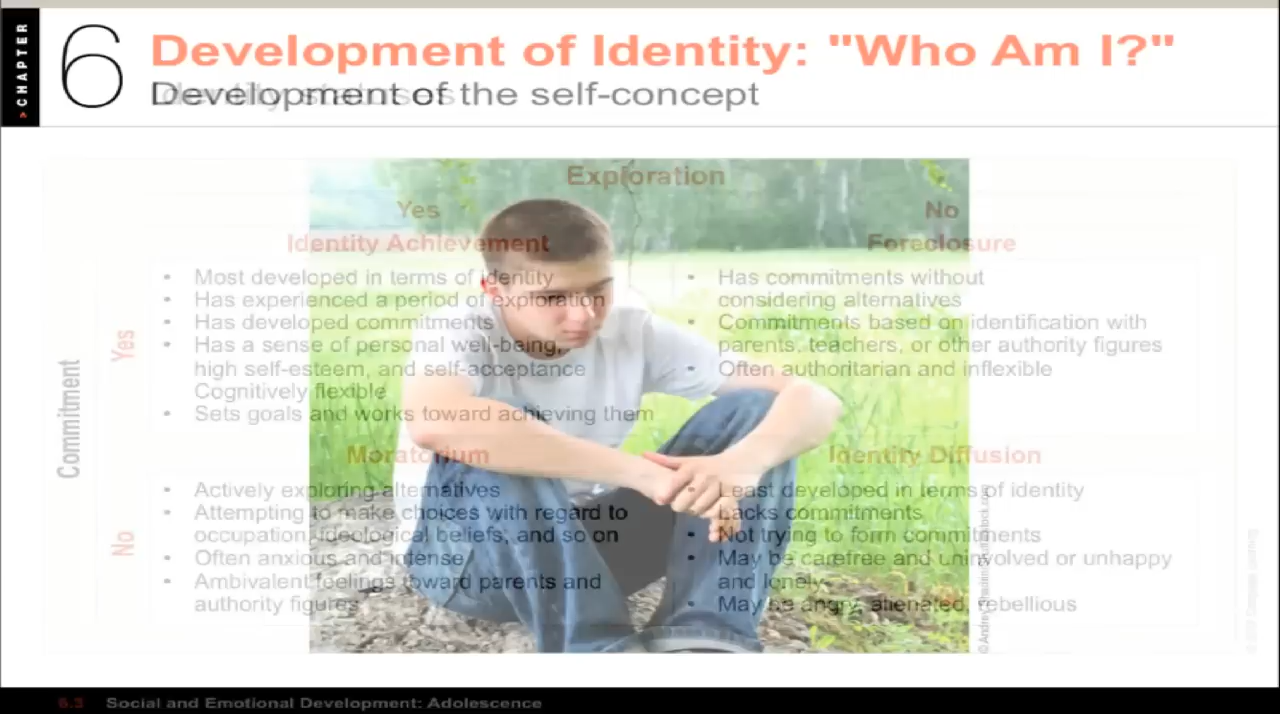 CHAPTER
6
Development of Identity: "Who Am I?"
Identity statuses
Development of the self-concept
Exploration
Yes
No
Identity Achievement
Foreclosure
Commitment
Yes
• Most developed in terms of identity
• Has experienced a period of exploration
• Has developed commitments
• Has a sense of personal well-being,
high self-esteem, and self-acceptance
Cognitively flexible
• Sets goals and works toward achieving them
• Has commitments without
considering alternatives
• Commitments based on identification with
parents, teachers, or other authority figures
• Often authoritarian and inflexible
Moratorium
Identity Diffusion
No
• Actively exploring alternatives
• Attempting to make choices with regard to
occupation, ideological beliefs, and so on
• Often anxious and intense
• Ambivalent feelings toward parents and
authority figures
• Least developed in terms of identity
Lacks commitments
• Not trying to form commitments
• May be carefree and uninvolved or unhappy
and lonely
• May be angry, alienated, rebellious
6.3 Social and Emotional Development: Adolescence